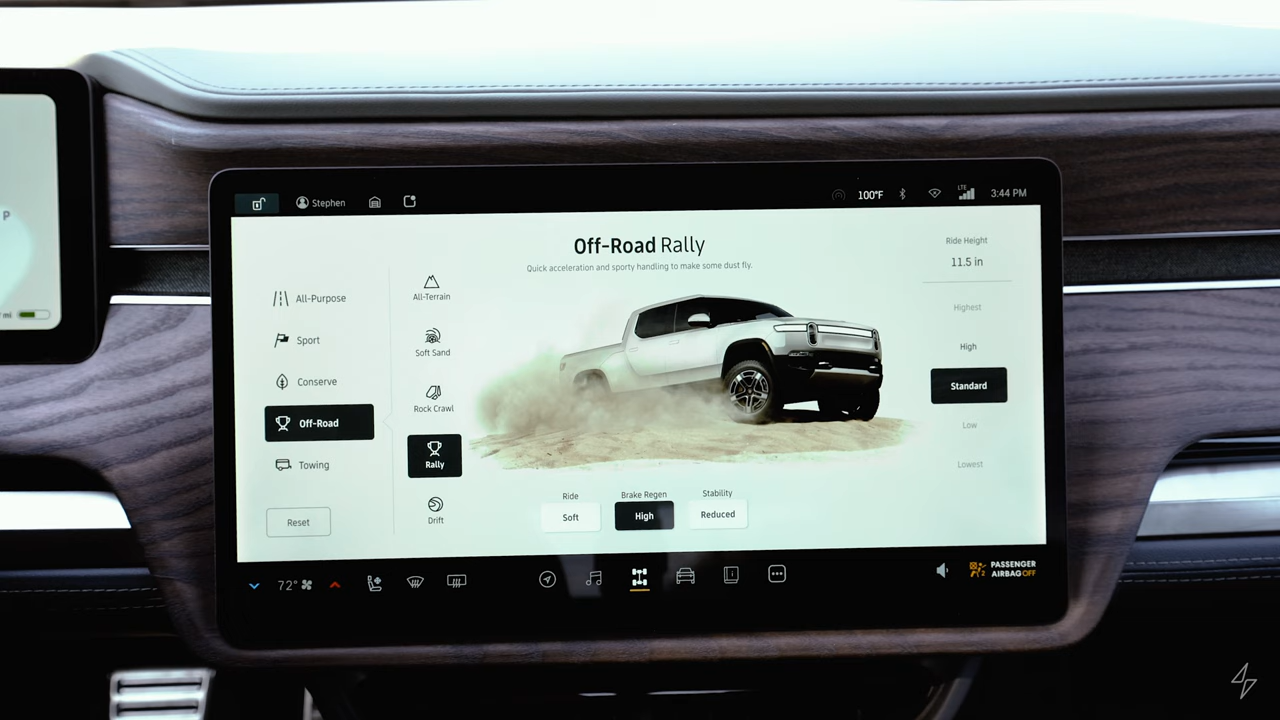 P
mi
Stephen
100°F
LTE
3:44 PM
Off-Road Rally
Quick acceleration and sporty handling to make some dust fly.
All-Purpose
Sport
Conserve
Off-Road
Towing
Reset
All-Terrain
Soft Sand
Rock Crawl
Rally
Drift
Ride
Soft
Brake Regen
High
Stability
Reduced
Ride Height
11.5 in
Highest
High
Standard
Low
Lowest
72°
PASSENGER
AIRBAG OFF